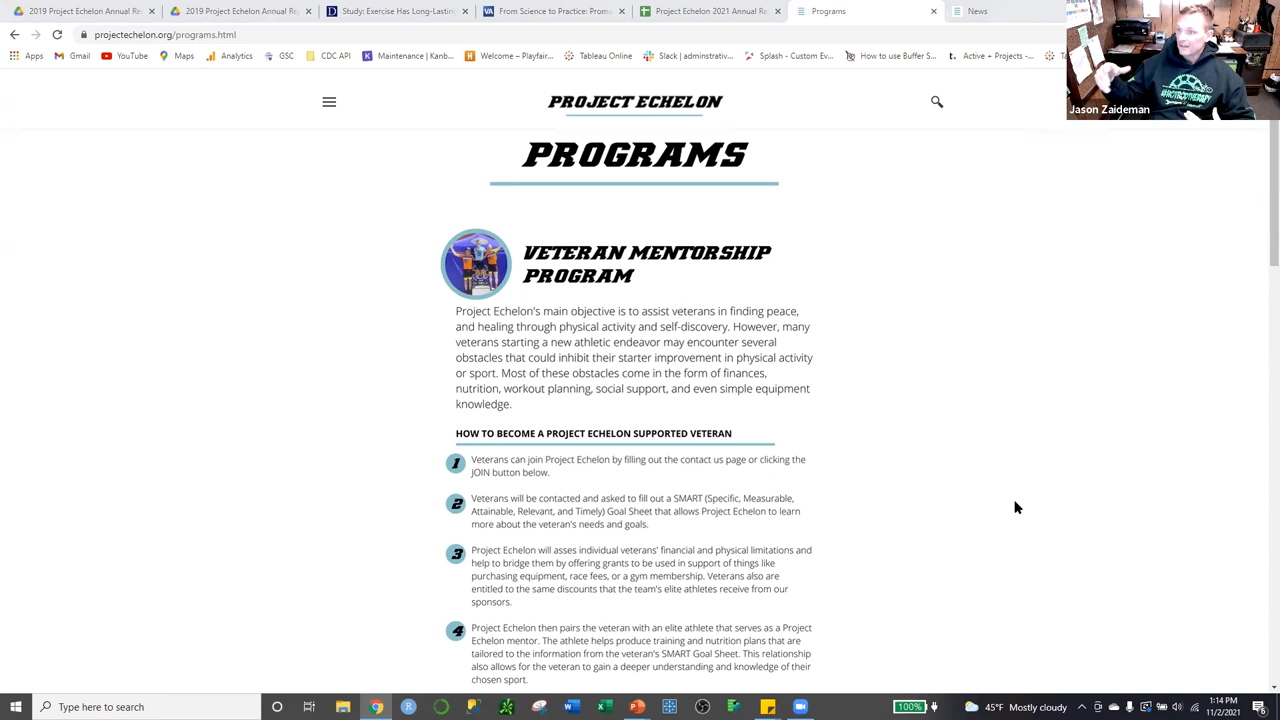 2019 Project Echelon Annual Re
2019 Project Echelon Annual Re
Study: Exercise Has Long-lastin
From Science to Practice: Promo
Project Echelon 2021 Annual Re
Programs
News
projectechelon.org/programs.html
Apps
Gmail
YouTube
Maps
Analytics
GSC
CDC API
Maintenance | Kanb...
Welcome – Playfair...
Tableau Online
Slack | adminstrativ...
Splash - Custom Ev...
How to use Buffer S...
Active + Projects -...
#ACTIVEOTHERAPY
Jason Zaideman
PROJECT ECHELON
PROGRAMS
VETERAN MENTORSHIP
PROGRAM
Project Echelon's main objective is to assist veterans in finding peace,
and healing through physical activity and self-discovery. However, many
veterans starting a new athletic endeavor may encounter several
obstacles that could inhibit their starter improvement in physical activity
or sport. Most of these obstacles come in the form of finances,
nutrition, workout planning, social support, and even simple equipment
knowledge.
HOW TO BECOME A PROJECT ECHELON SUPPORTED VETERAN
1 Veterans can join Project Echelon by filling out the contact us page or clicking the
JOIN button below.
2 Veterans will be contacted and asked to fill out a SMART (Specific, Measurable,
Attainable, Relevant, and Timely) Goal Sheet that allows Project Echelon to learn
more about the veteran's needs and goals.
3 Project Echelon will asses individual veterans' financial and physical limitations and
help to bridge them by offering grants to be used in support of things like
purchasing equipment, race fees, or a gym membership. Veterans also are
entitled to the same discounts that the team's elite athletes receive from our
sponsors.
4 Project Echelon then pairs the veteran with an elite athlete that serves as a Project
Echelon mentor. The athlete helps produce training and nutrition plans that are
tailored to the information from the veteran's SMART Goal Sheet. This relationship
also allows for the veteran to gain a deeper understanding and knowledge of their
chosen sport.
Type here to search
100%
45°F Mostly cloudy
1:14 PM
11/2/2021